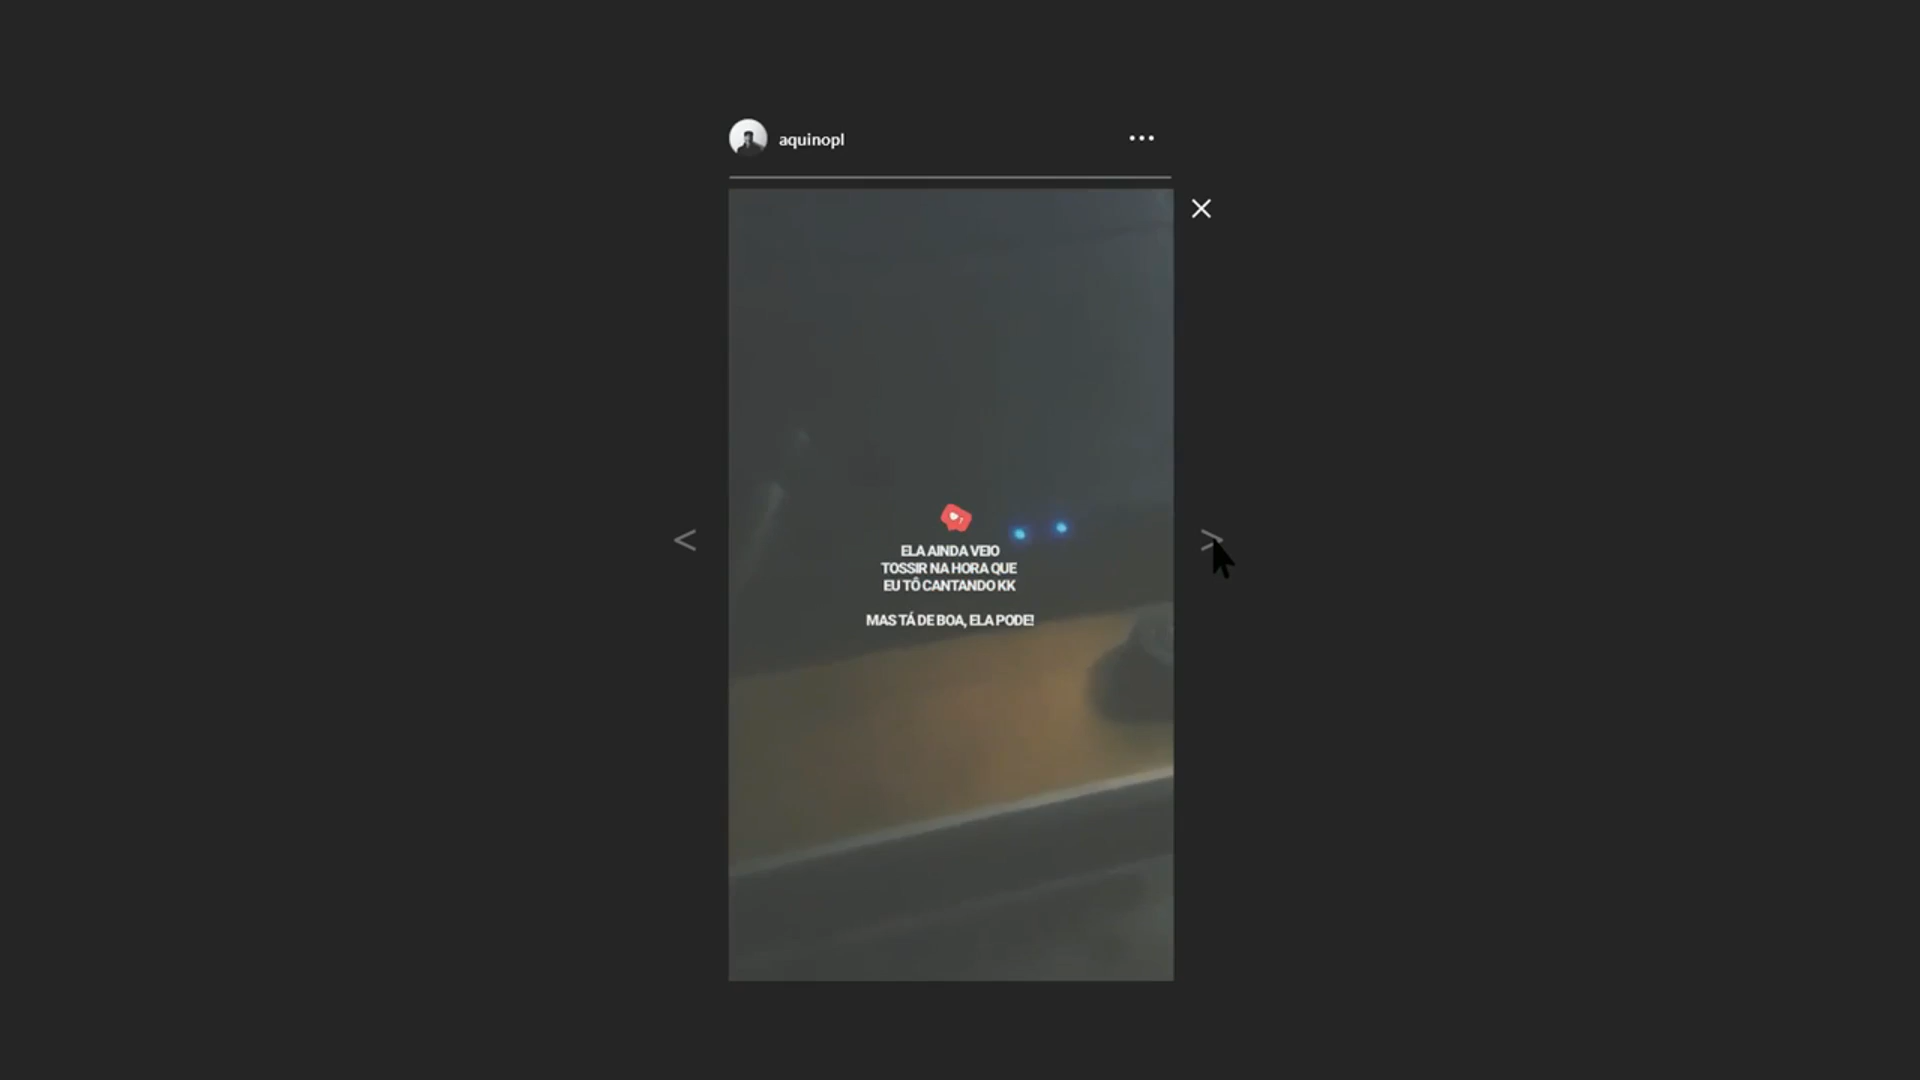 aquinopl
ELA AINDA VEIO
TOSSIR NA HORA QUE
EU TÔ CANTANDO KK
MAS TÁ DE BOA, ELA PODE!